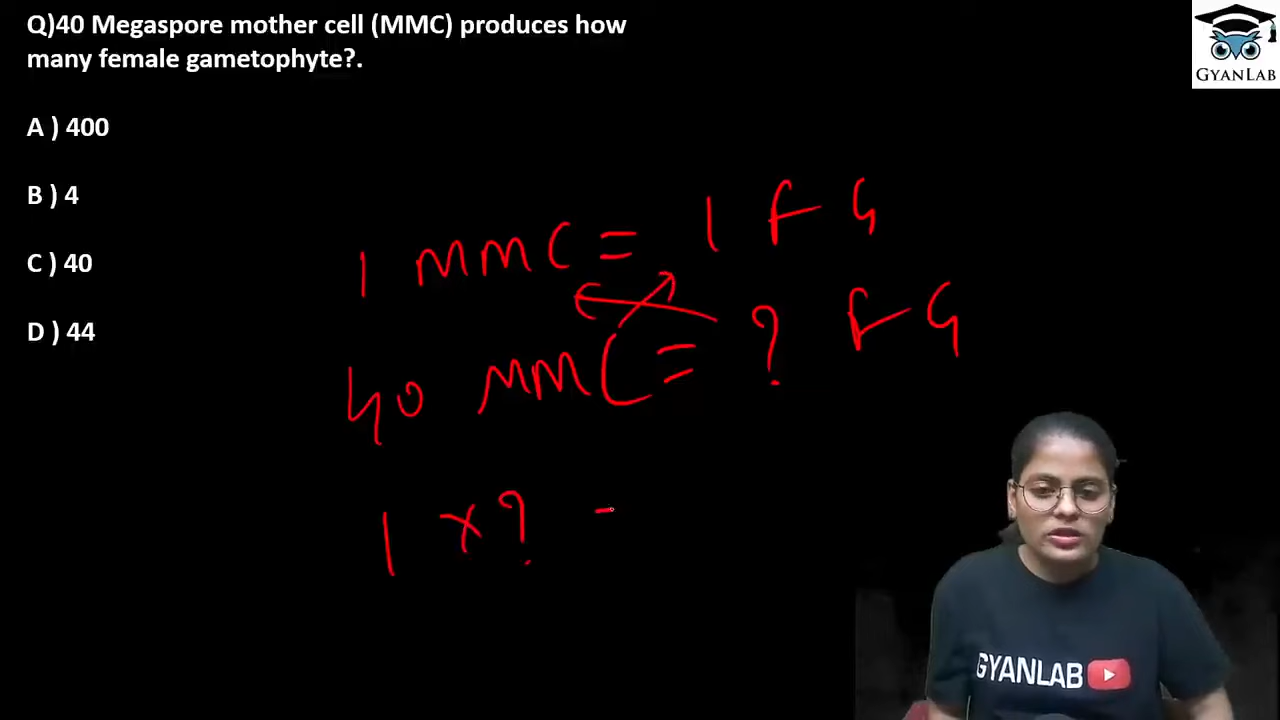 Q)40 Megaspore mother cell (MMC) produces how
many female gametophyte?.
GYANLAB
A ) 400
B ) 4
C ) 40
D ) 44
1 MMC = 1 FG
40 MMC = ? FG
1 x ? -
GYANLAB